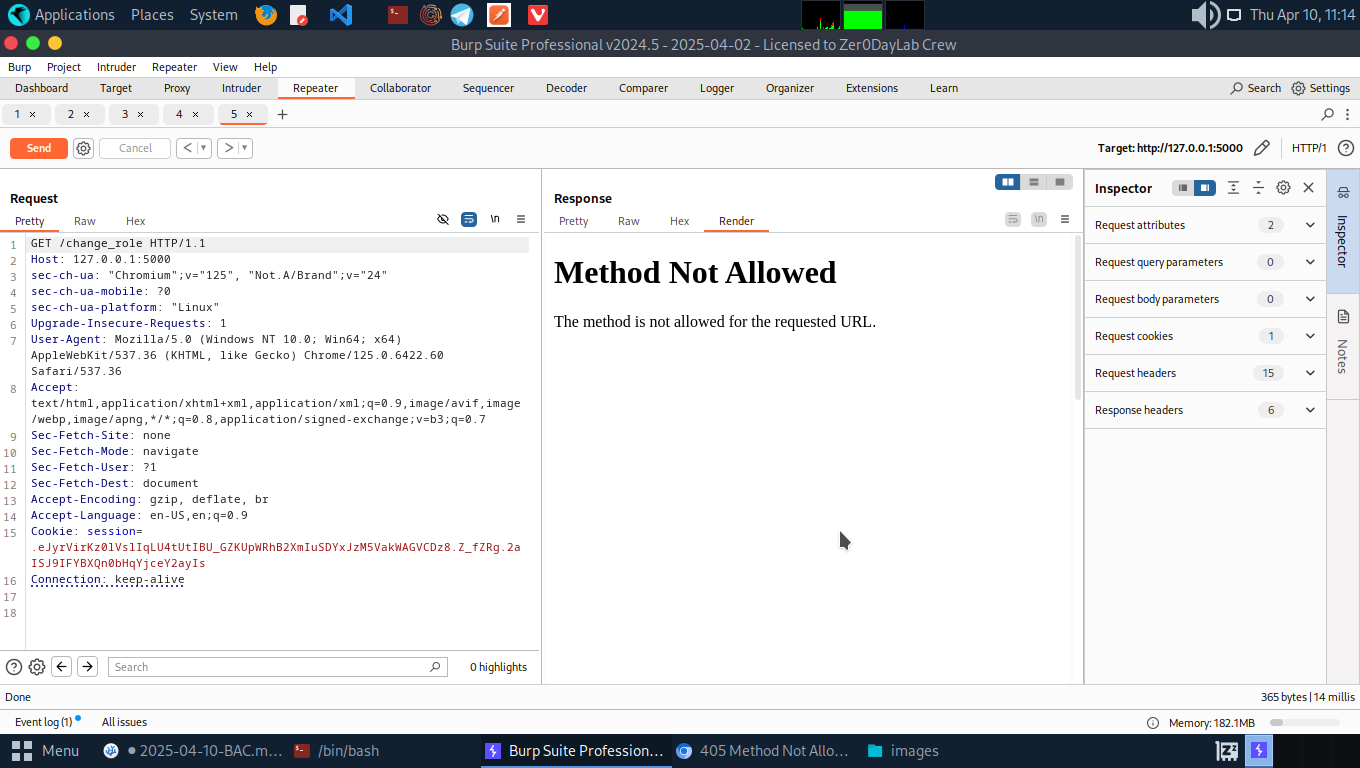 Applications Places System Thu Apr 10, 11:14
Burp Suite Professional v2024.5 - 2025-04-02 - Licensed to Zer0DayLab Crew
Burp Project Intruder Repeater View Help
Dashboard Target Proxy Intruder Repeater Collaborator Sequencer Decoder Comparer Logger Organizer Extensions Learn Search Settings
1 × 2 × 3 × 4 × 5 × +
Send Cancel < > Target: http://127.0.0.1:5000 HTTP/1
Request
Pretty Raw Hex \n
1 GET /change_role HTTP/1.1
2 Host: 127.0.0.1:5000
3 sec-ch-ua: "Chromium";v="125", "Not.A/Brand";v="24"
4 sec-ch-ua-mobile: ?0
5 sec-ch-ua-platform: "Linux"
6 Upgrade-Insecure-Requests: 1
7 User-Agent: Mozilla/5.0 (Windows NT 10.0; Win64; x64)
AppleWebKit/537.36 (KHTML, like Gecko) Chrome/125.0.6422.60
Safari/537.36
8 Accept:
text/html,application/xhtml+xml,application/xml;q=0.9,image/avif,image
/webp,image/apng,*/*;q=0.8,application/signed-exchange;v=b3;q=0.7
9 Sec-Fetch-Site: none
10 Sec-Fetch-Mode: navigate
11 Sec-Fetch-User: ?1
12 Sec-Fetch-Dest: document
13 Accept-Encoding: gzip, deflate, br
14 Accept-Language: en-US,en;q=0.9
15 Cookie: session=
.eJyrVirKz0lVslIqLU4tUtIBU_GZKUpWRhB2XmIuSDYxJzM5VakWAGVCDz8.Z_fZRg.2a
ISJ9IFYBXQn0bHqYjceY2ayIs
16 Connection: keep-alive
17
18
Search 0 highlights
Response
Pretty Raw Hex Render \n
Method Not Allowed
The method is not allowed for the requested URL.
Inspector
Request attributes 2
Request query parameters 0
Request body parameters 0
Request cookies 1
Request headers 15
Response headers 6
Inspector
Notes
Done 365 bytes | 14 millis
Event log (1) All issues Memory: 182.1MB
Menu ● 2025-04-10-BAC.m... /bin/bash Burp Suite Profession... 405 Method Not Allo... images